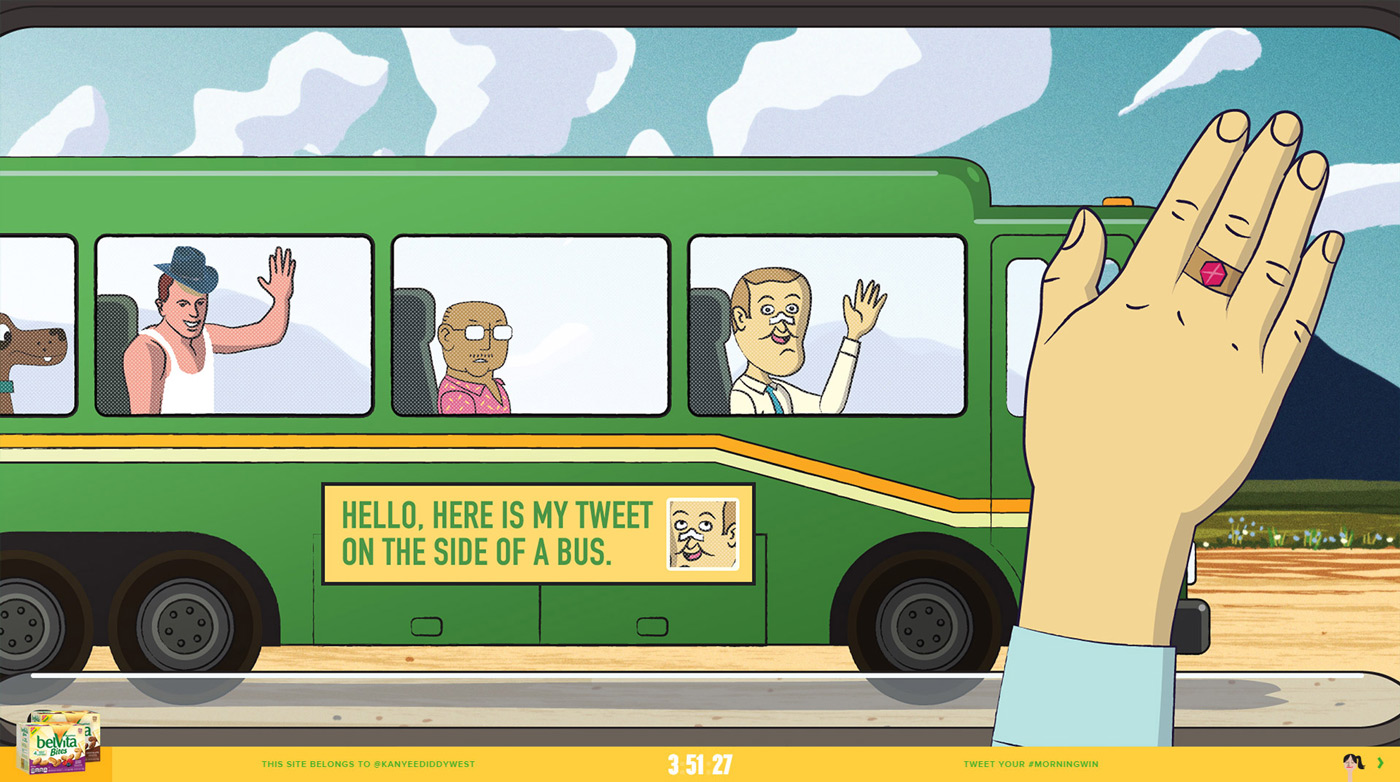 HELLO, HERE IS MY TWEET
ON THE SIDE OF A BUS.
belVita
Bites
THIS SITE BELONGS TO @KANYEEDIDDYWEST
3:51:27
TWEET YOUR #MORNINGWIN